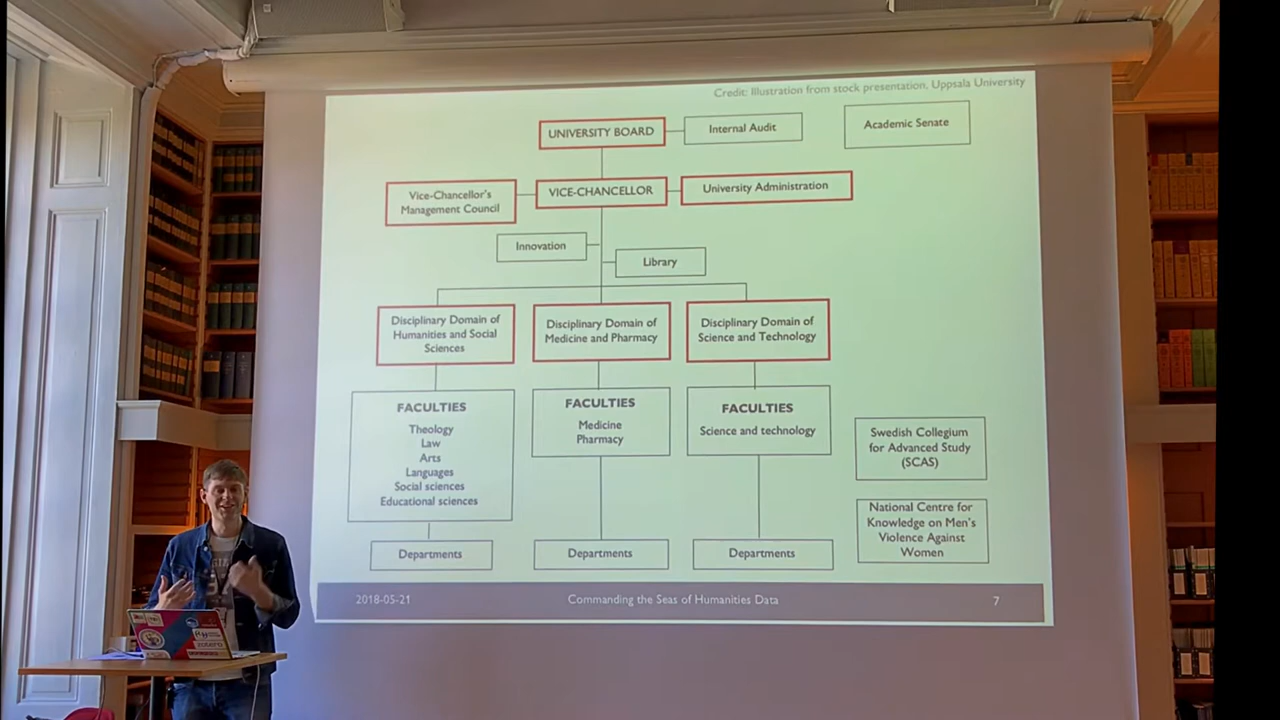 Credit: Illustration from stock presentation, Uppsala University
UNIVERSITY BOARD
Internal Audit
Academic Senate
Vice-Chancellor's
Management Council
VICE-CHANCELLOR
University Administration
Innovation
Library
Disciplinary Domain of
Humanities and Social
Sciences
Disciplinary Domain of
Medicine and Pharmacy
Disciplinary Domain of
Science and Technology
FACULTIES
Theology
Law
Arts
Languages
Social sciences
Educational sciences
FACULTIES
Medicine
Pharmacy
FACULTIES
Science and technology
Swedish Collegium
for Advanced Study
(SCAS)
National Centre for
Knowledge on Men's
Violence Against
Women
Departments
Departments
Departments
2018-05-21
Commanding the Seas of Humanities Data
7
zotero